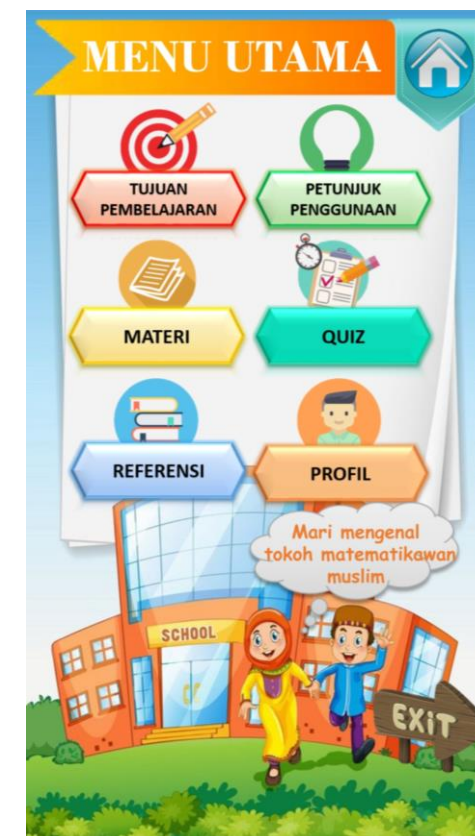 MENU UTAMA
TUJUAN
PEMBELAJARAN
PETUNJUK
PENGGUNAAN
MATERI
QUIZ
REFERENSI
PROFIL
Mari mengenal
tokoh matematikawan
muslim
SCHOOL
EXiT